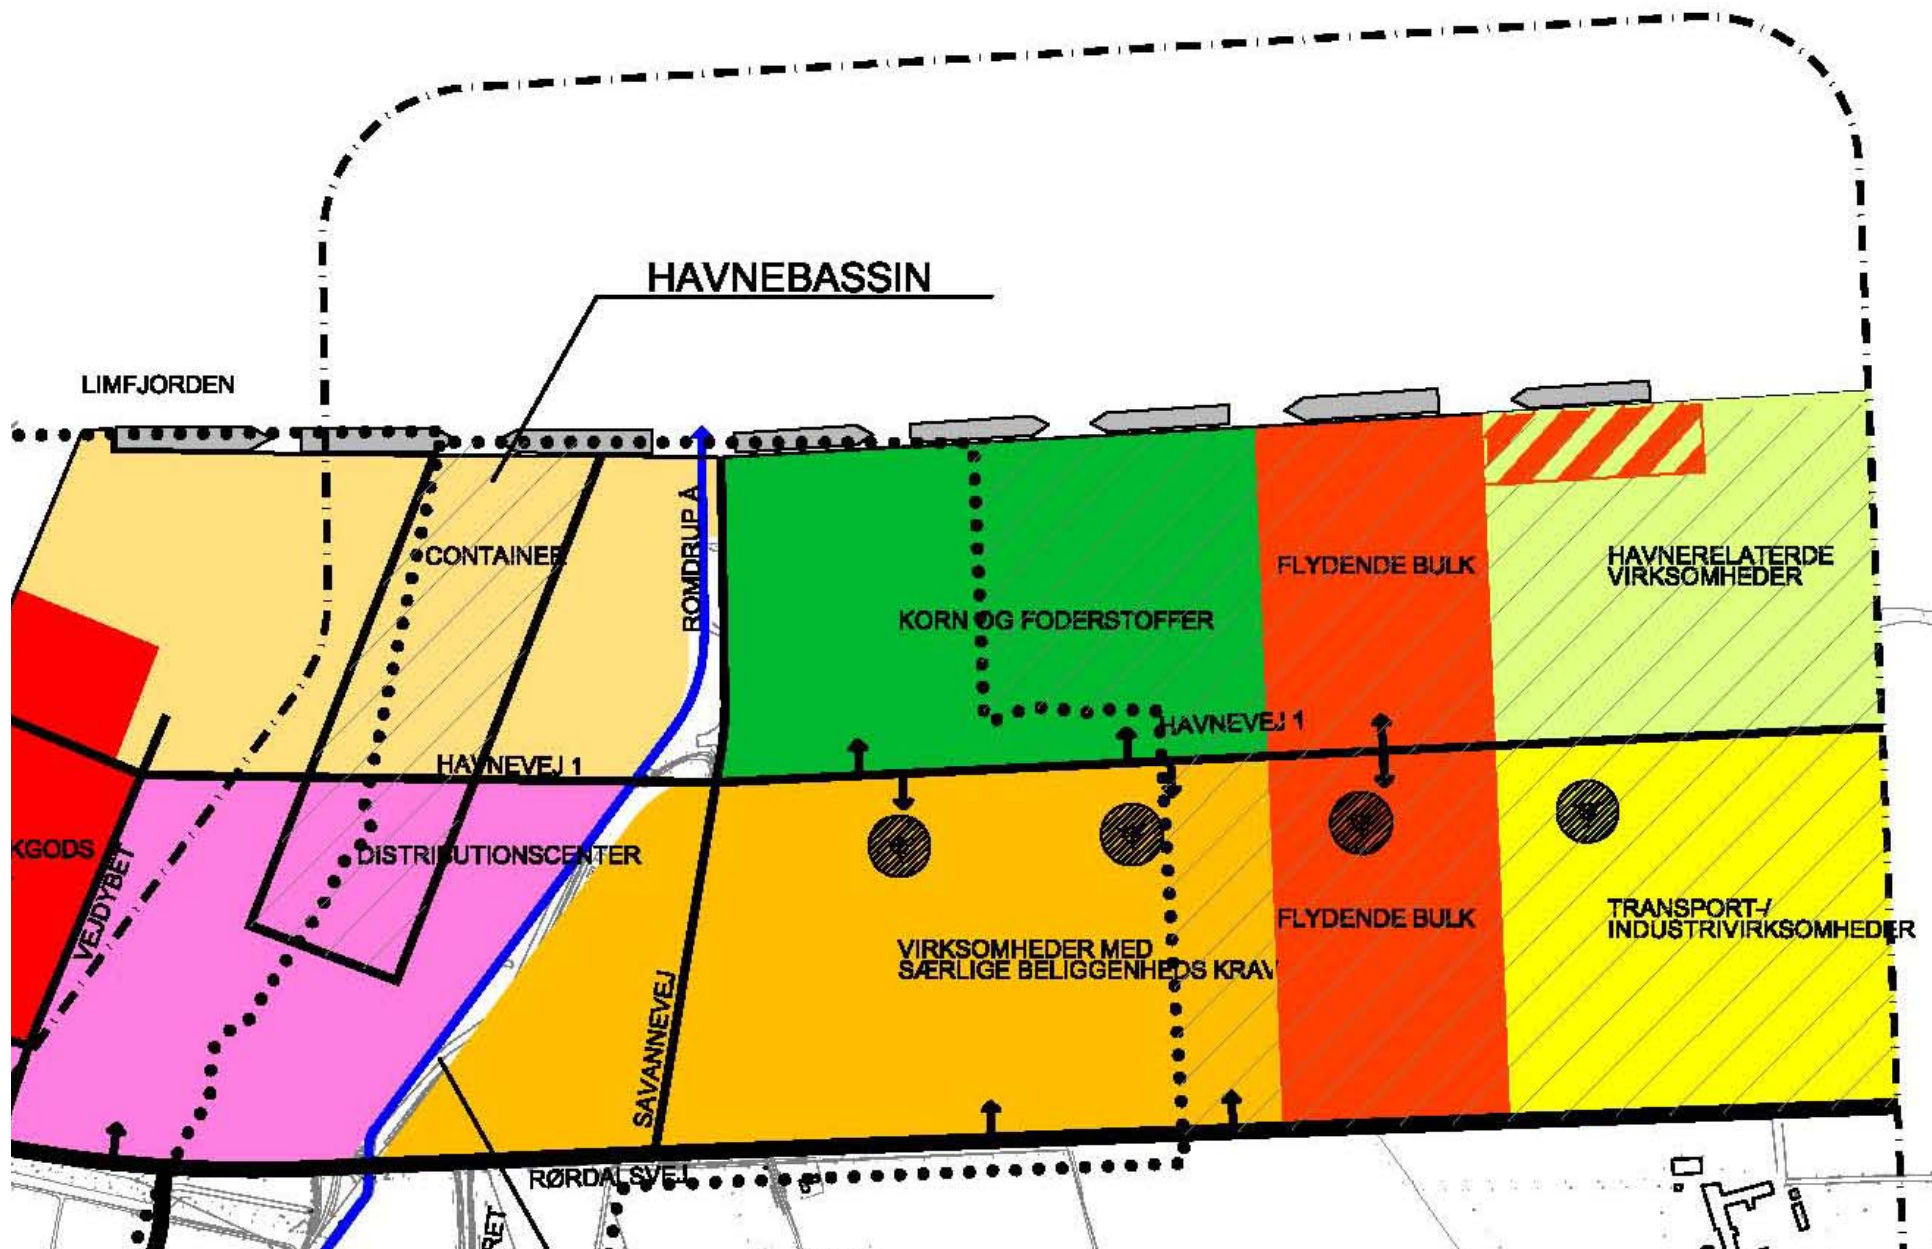 HAVNEBASSIN
LIMFJORDEN
CONTAINER
ROMDRUP Å
FLYDENDE BULK
HAVNERELATERDE
VIRKSOMHEDER
KORN OG FODERSTOFFER
HAVNEVEJ 1
HAVNEVEJ 1
KGODS
VEJDYBET
DISTRIBUTIONSCENTER
VIRKSOMHEDER MED
SÆRLIGE BELIGGENHEDS KRAV
FLYDENDE BULK
TRANSPORT-/
INDUSTRIVIRKSOMHEDER
SAVANNEVEJ
RØRDALSVEJ
RET